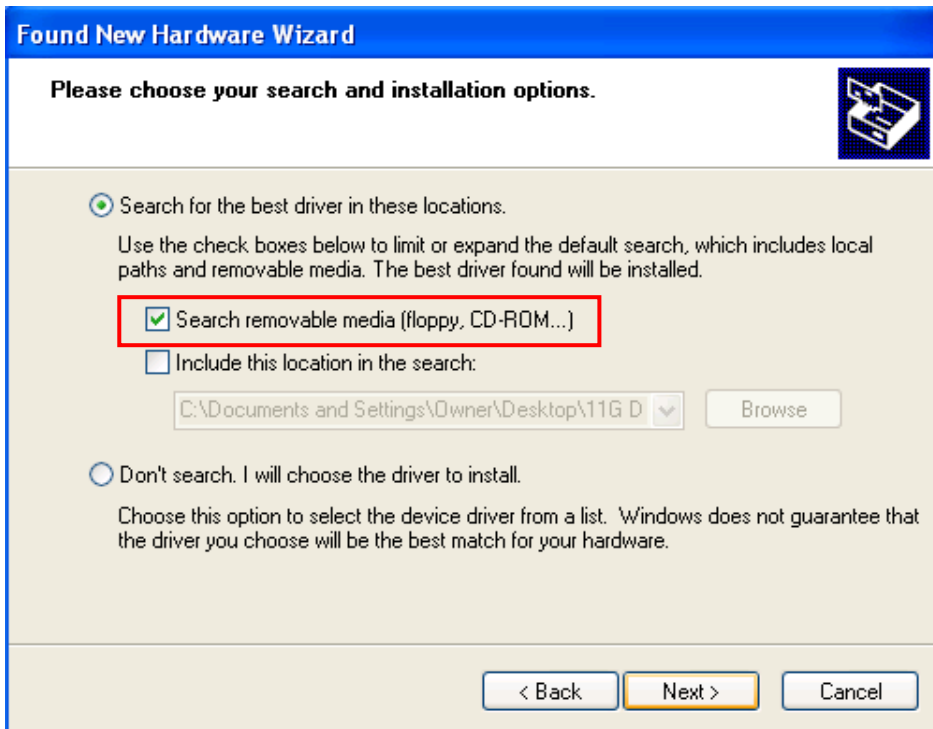 Found New Hardware Wizard
Please choose your search and installation options.
Search for the best driver in these locations.
Use the check boxes below to limit or expand the default search, which includes local
paths and removable media. The best driver found will be installed.
Search removable media (floppy, CD-ROM...)
Include this location in the search:
C:\Documents and Settings\Owner\Desktop\11G D
Browse
Don't search. I will choose the driver to install.
Choose this option to select the device driver from a list.  Windows does not guarantee that
the driver you choose will be the best match for your hardware.
< Back
Next >
Cancel